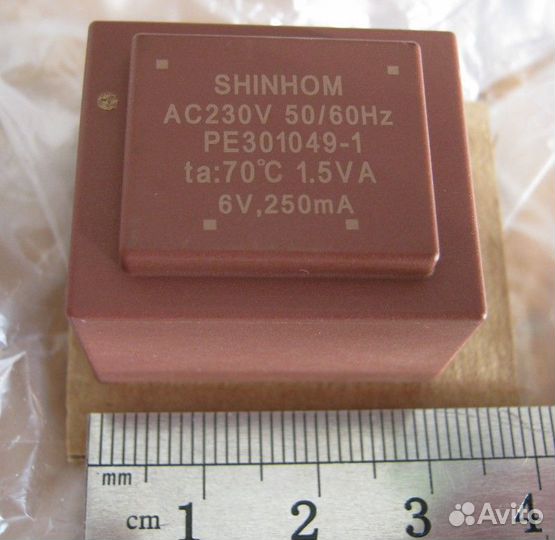 SHINHOM
AC230V 50/60Hz
PE301049-1
ta:70°C 1.5VA
6V,250mA
mm
cm 1 2 3 4
Avito